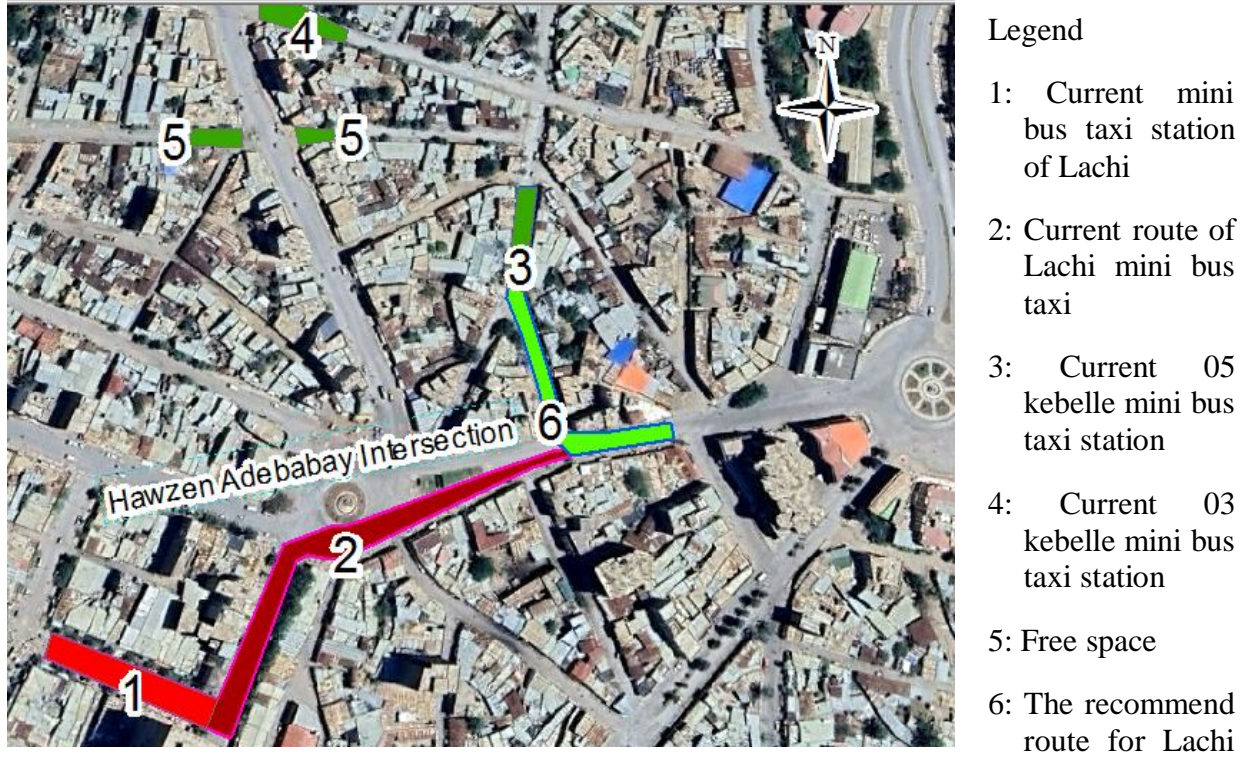 4
N
5
5
3
6
Hawzen Adebabay Intersection
2
1
Legend
1: Current mini
bus taxi station
of Lachi
2: Current route of
Lachi mini bus
taxi
3: Current 05
kebelle mini bus
taxi station
4: Current 03
kebelle mini bus
taxi station
5: Free space
6: The recommend
route for Lachi